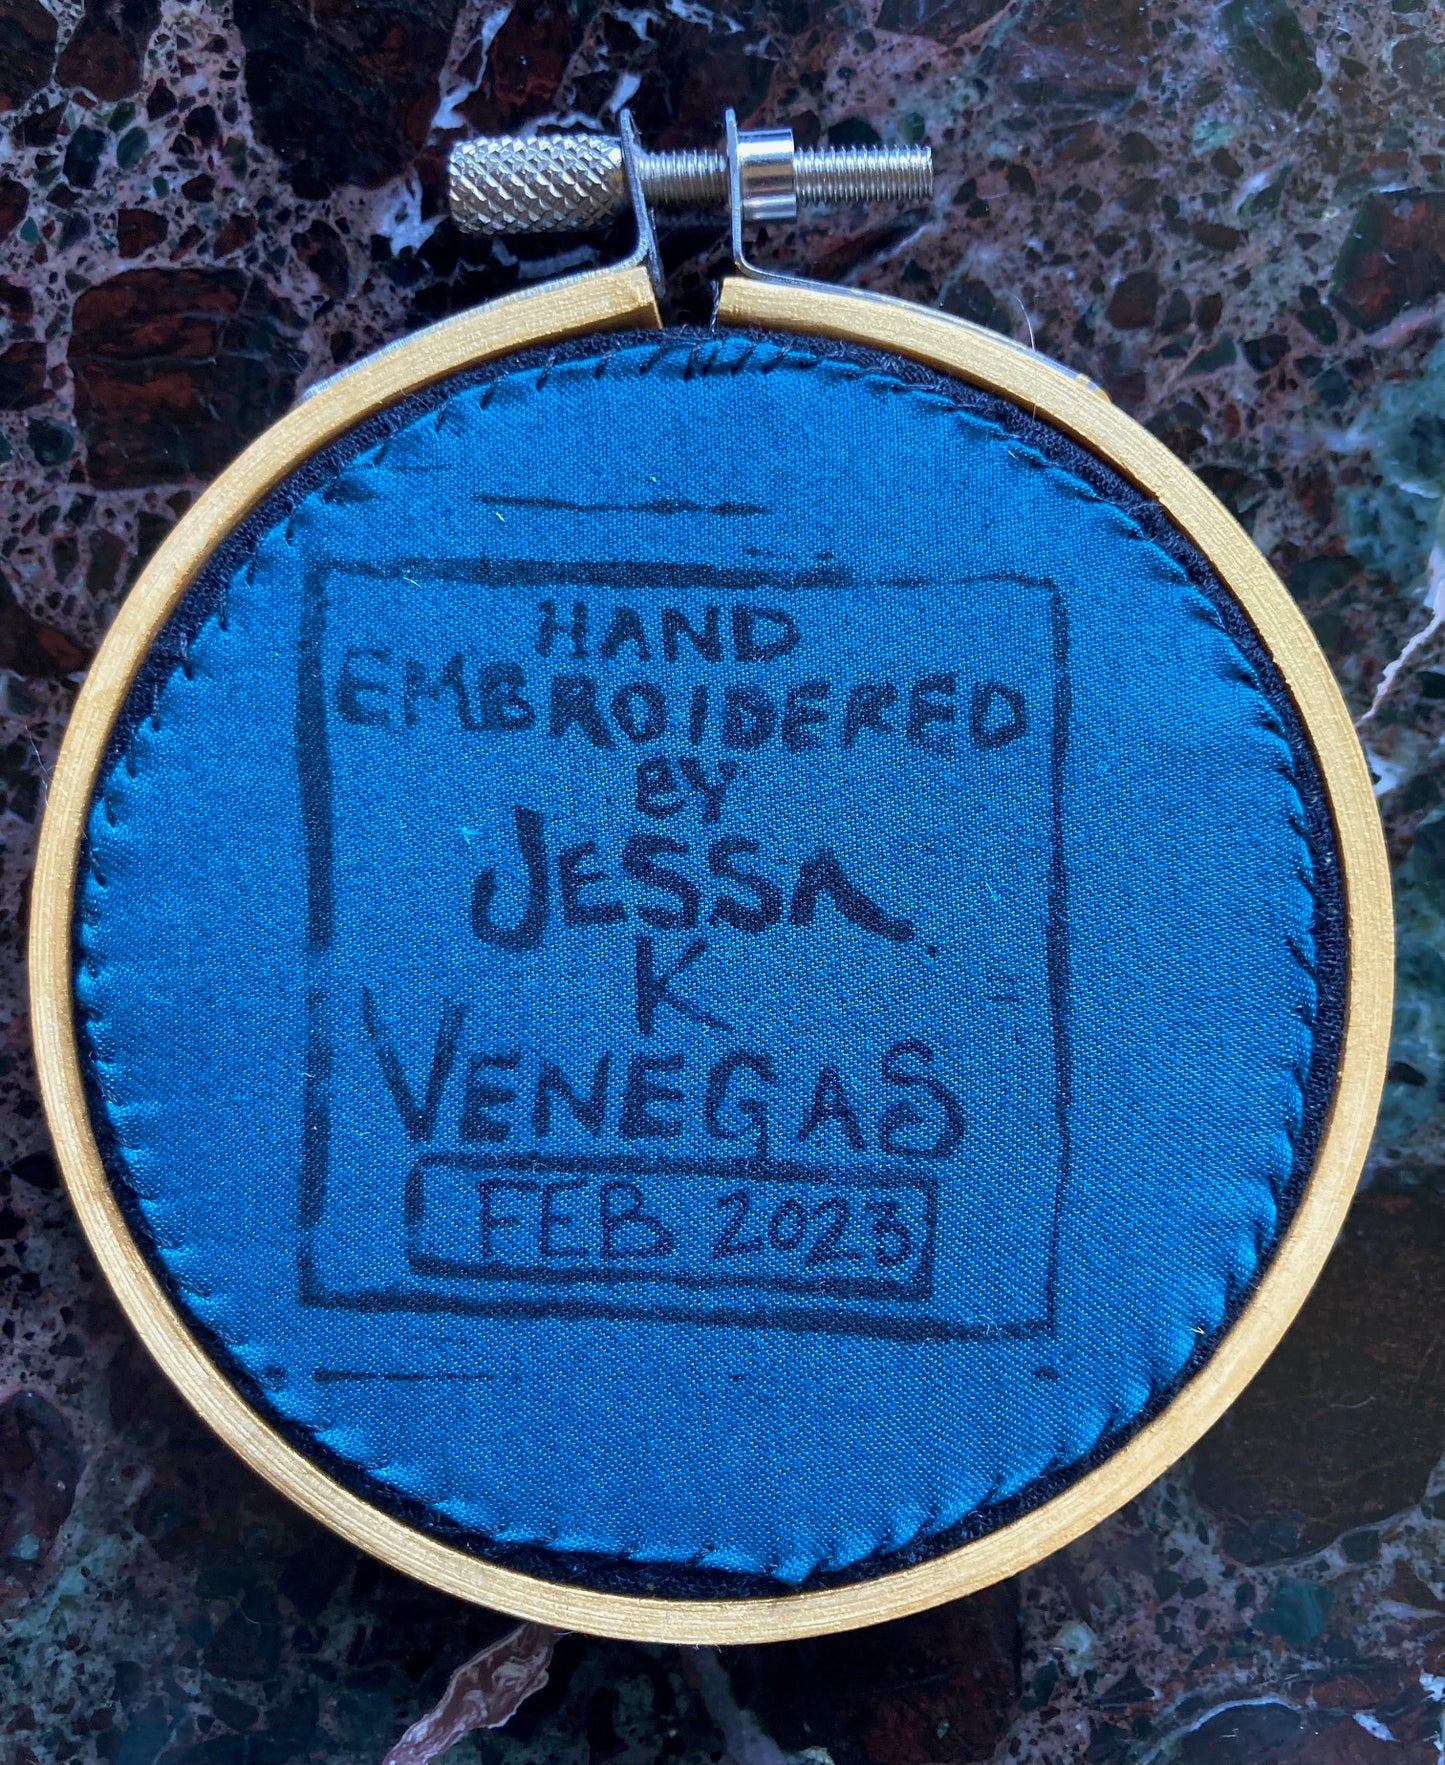 HAND
EMBROIDERED
BY
JESSA
K
VENEGAS
FEB 2023